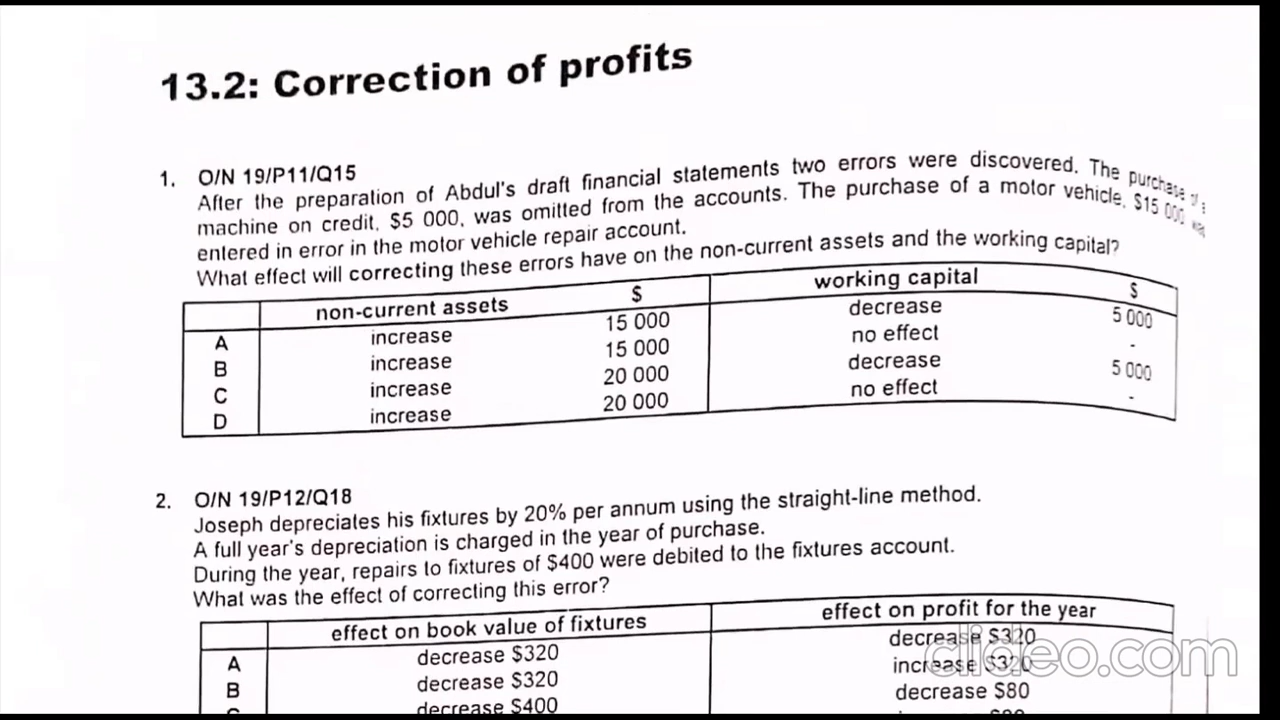 13.2: Correction of profits
1. O/N 19/P11/Q15
After the preparation of Abdul's draft financial statements two errors were discovered. The purchase of a
machine on credit, $5 000, was omitted from the accounts. The purchase of a motor vehicle, $15 000 was
entered in error in the motor vehicle repair account.
What effect will correcting these errors have on the non-current assets and the working capital?
non-current assets $ working capital $
A increase 15 000 decrease 5 000
B increase 15 000 no effect -
C increase 20 000 decrease 5 000
D increase 20 000 no effect -
2. O/N 19/P12/Q18
Joseph depreciates his fixtures by 20% per annum using the straight-line method.
A full year's depreciation is charged in the year of purchase.
During the year, repairs to fixtures of $400 were debited to the fixtures account.
What was the effect of correcting this error?
effect on book value of fixtures effect on profit for the year
A decrease $320 decrease $320
B decrease $320 increase $320
decrease $400 decrease $80
clideo.com